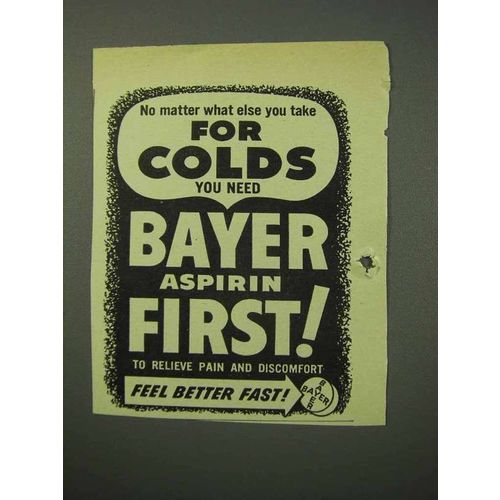 No matter what else you take
FOR
COLDS
YOU NEED
BAYER
ASPIRIN
FIRST!
TO RELIEVE PAIN AND DISCOMFORT
FEEL BETTER FAST!
BAYER
BAYER